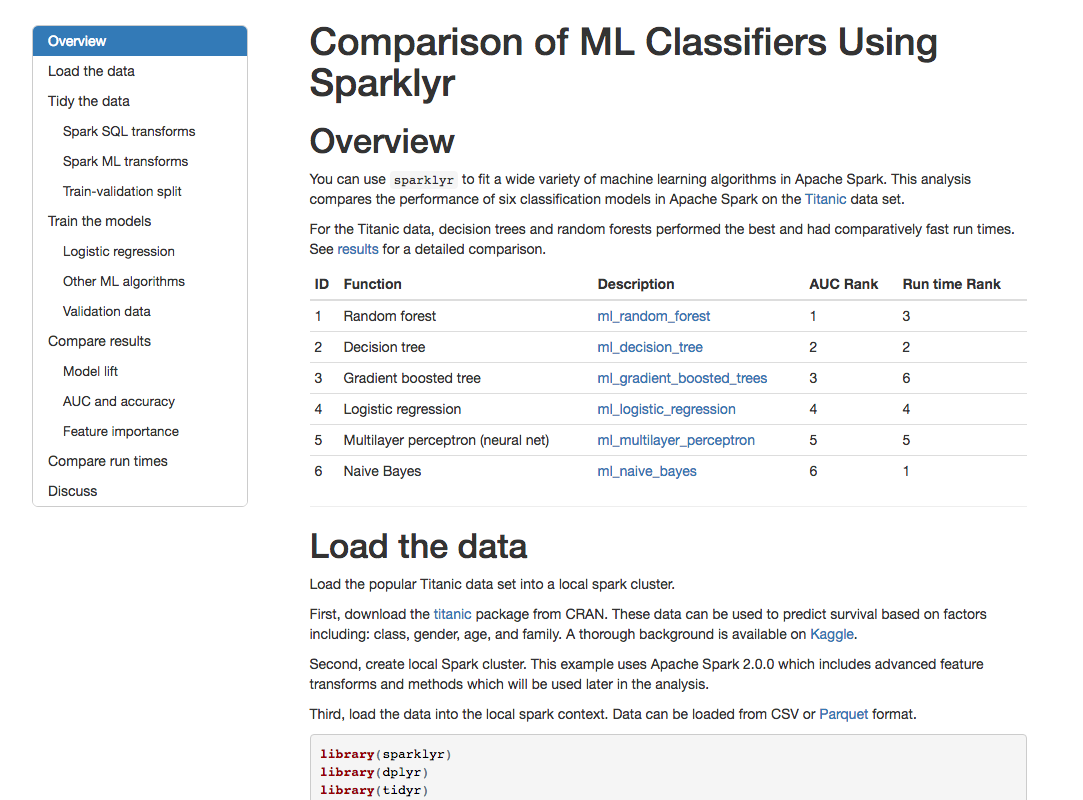 Overview
Load the data
Tidy the data
Spark SQL transforms
Spark ML transforms
Train-validation split
Train the models
Logistic regression
Other ML algorithms
Validation data
Compare results
Model lift
AUC and accuracy
Feature importance
Compare run times
Discuss
Comparison of ML Classifiers Using
Sparklyr
Overview
You can use sparklyr to fit a wide variety of machine learning algorithms in Apache Spark. This analysis
compares the performance of six classification models in Apache Spark on the Titanic data set.
For the Titanic data, decision trees and random forests performed the best and had comparatively fast run times.
See results for a detailed comparison.
ID Function Description AUC Rank Run time Rank
1 Random forest ml_random_forest 1 3
2 Decision tree ml_decision_tree 2 2
3 Gradient boosted tree ml_gradient_boosted_trees 3 6
4 Logistic regression ml_logistic_regression 4 4
5 Multilayer perceptron (neural net) ml_multilayer_perceptron 5 5
6 Naive Bayes ml_naive_bayes 6 1
Load the data
Load the popular Titanic data set into a local spark cluster.
First, download the titanic package from CRAN. These data can be used to predict survival based on factors
including: class, gender, age, and family. A thorough background is available on Kaggle.
Second, create local Spark cluster. This example uses Apache Spark 2.0.0 which includes advanced feature
transforms and methods which will be used later in the analysis.
Third, load the data into the local spark context. Data can be loaded from CSV or Parquet format.
library(sparklyr)
library(dplyr)
library(tidyr)